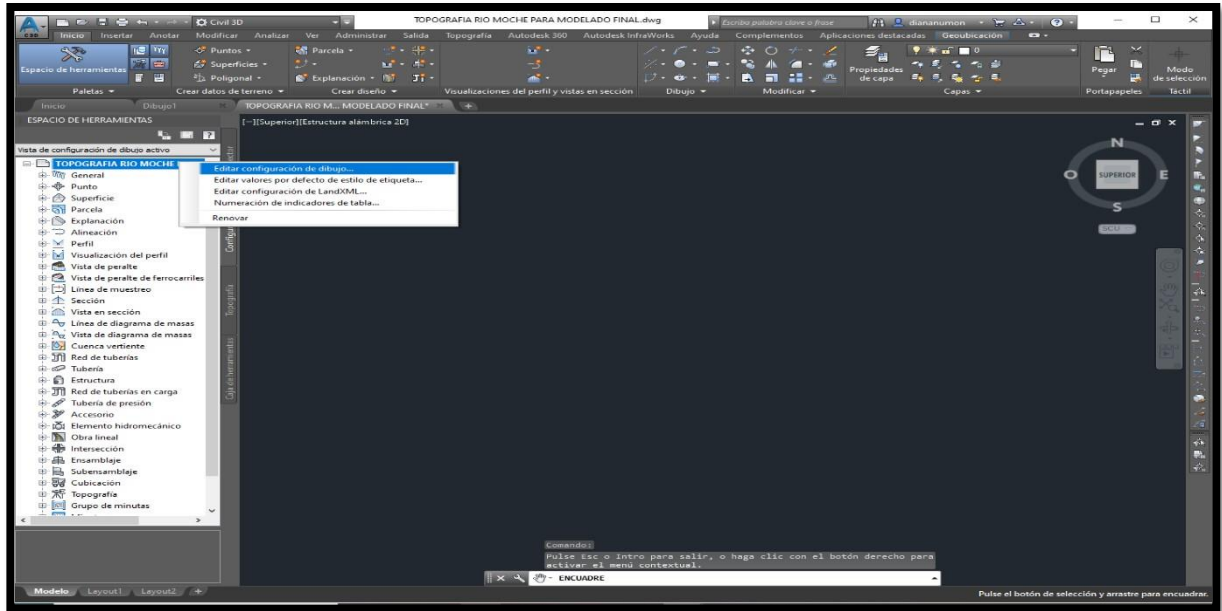 C3D
Civil 3D
TOPOGRAFIA RIO MOCHE PARA MODELADO FINAL.dwg
Escriba palabra clave o frase
diananumon
Inicio Insertar Anotar Modificar Analizar Ver Administrar Salida Topografía Autodesk 360 Autodesk InfraWorks Ayuda Complementos Aplicaciones destacadas Geoubicación
Espacio de herramientas
Puntos
Superficies
Polígonal
Parcela
Explanación
Propiedades de capa
0
Pegar
Modo de selección
Paletas
Crear datos de terreno
Crear diseño
Visualizaciones del perfil y vistas en sección
Dibujo
Modificar
Capas
Portapapeles
Táctil
Inicio
Dibujo1
TOPOGRAFIA RIO M... MODELADO FINAL*
ESPACIO DE HERRAMIENTAS
[-][Superior][Estructura alámbrica 2D]
Vista de configuración de dibujo activo
TOPOGRAFIA RIO MOCHE
General
Punto
Superficie
Parcela
Explanación
Alineación
Perfil
Visualización del perfil
Vista de peralte
Vista de peralte de ferrocarriles
Línea de muestreo
Sección
Vista en sección
Línea de diagrama de masas
Vista de diagrama de masas
Cuenca vertiente
Red de tuberías
Tubería
Estructura
Red de tuberías en carga
Tubería de presión
Accesorio
Elemento hidromecánico
Obra lineal
Intersección
Ensamblaje
Subensamblaje
Cubicación
Topografía
Grupo de minutas
Editar configuración de dibujo...
Editar valores por defecto de estilo de etiqueta...
Editar configuración de LandXML...
Numeración de indicadores de tabla...
Renovar
Topografía
Caja de herramientas
N
O SUPERIOR E
S
SCU
Comando:
Pulse Esc o Intro para salir, o haga clic con el botón derecho para
activar el menú contextual.
ENCUADRE
Modelo Layout1 Layout2 +
Pulse el botón de selección y arrastre para encuadrar.